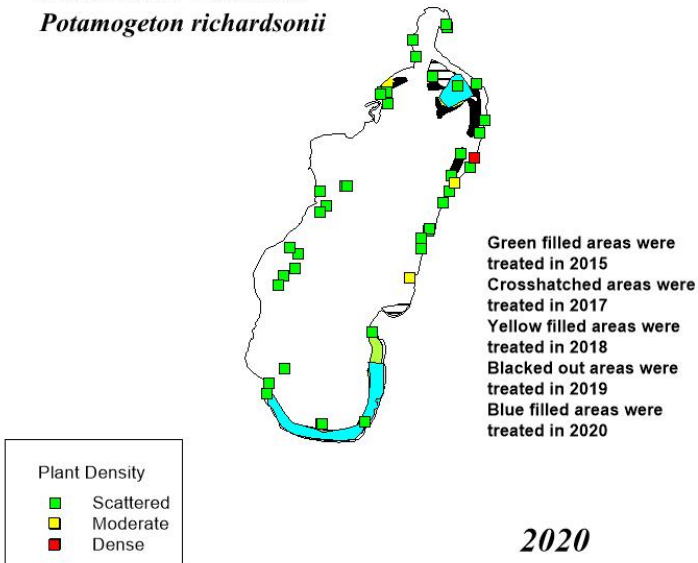 Potamogeton richardsonii
Green filled areas were
treated in 2015
Crosshatched areas were
treated in 2017
Yellow filled areas were
treated in 2018
Blacked out areas were
treated in 2019
Blue filled areas were
treated in 2020
Plant Density
Scattered
Moderate
Dense
2020